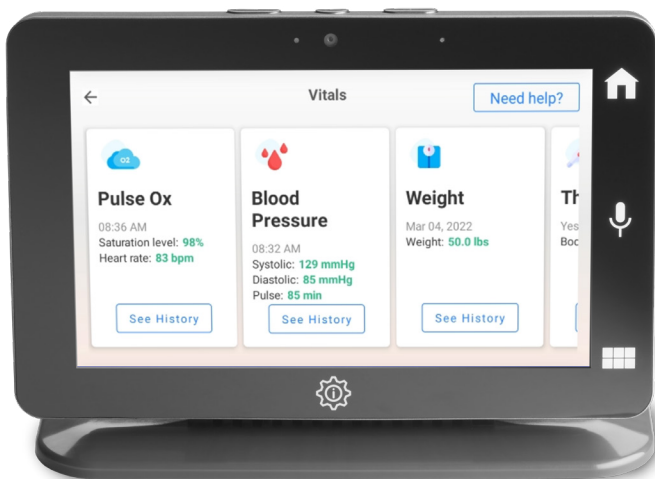 Vitals
Need help?
O2
Pulse Ox
08:36 AM
Saturation level: 98%
Heart rate: 83 bpm
See History
Blood
Pressure
08:32 AM
Systolic: 129 mmHg
Diastolic: 85 mmHg
Pulse: 85 min
See History
Weight
Mar 04, 2022
Weight: 50.0 lbs
See History
Th
Yes